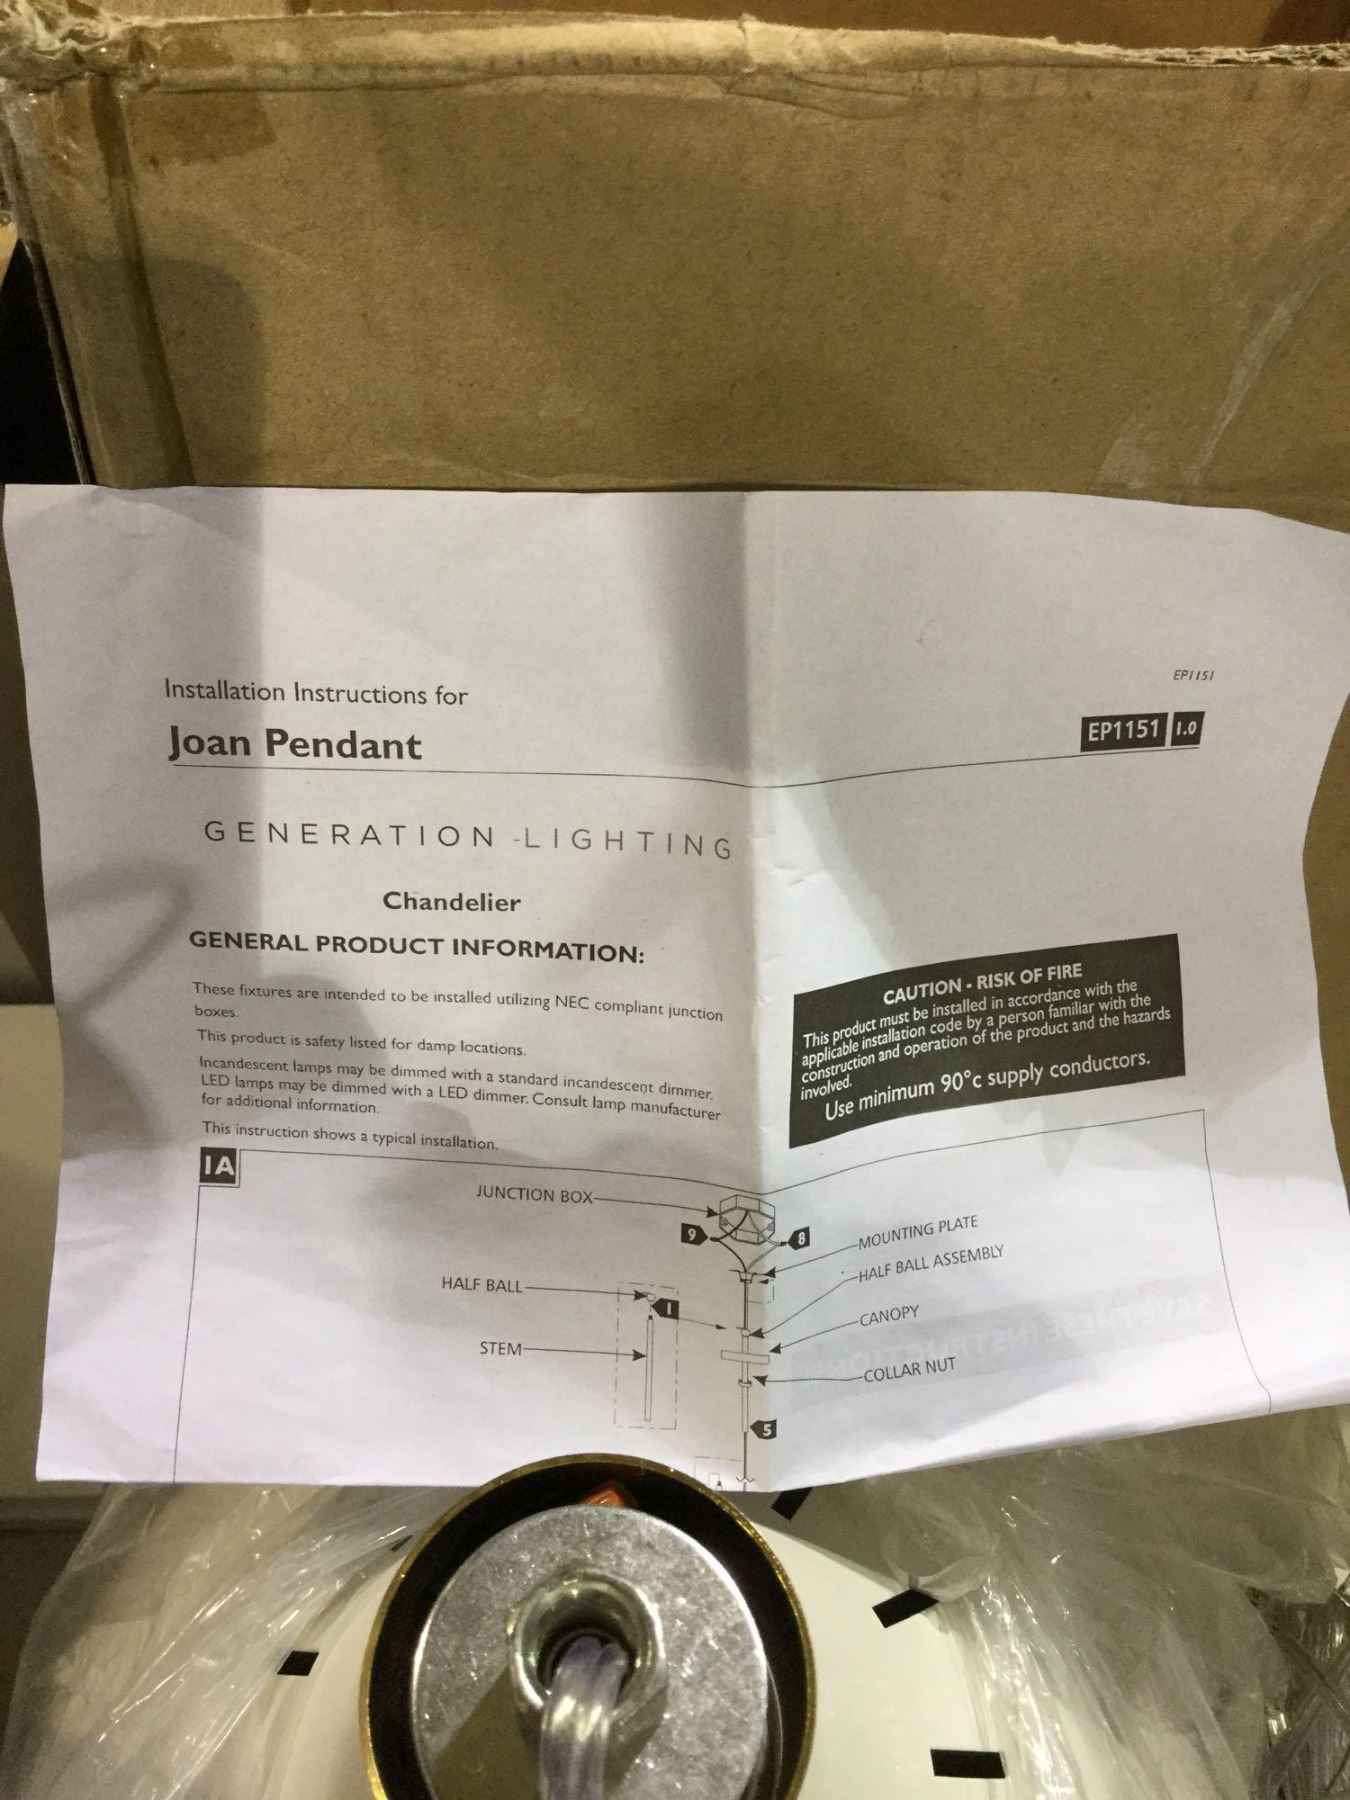 EP1151
Installation Instructions for
Joan Pendant
EP1151 1.0
GENERATION-LIGHTING
Chandelier
GENERAL PRODUCT INFORMATION:
These fixtures are intended to be installed utilizing NEC compliant junction
boxes.
This product is safety listed for damp locations.
Incandescent lamps may be dimmed with a standard incandescent dimmer.
LED lamps may be dimmed with a LED dimmer. Consult lamp manufacturer
for additional information.
This instruction shows a typical installation.
CAUTION - RISK OF FIRE
This product must be installed in accordance with the
applicable installation code by a person familiar with the
construction and operation of the product and the hazards
involved.
Use minimum 90°c supply conductors.
1A
JUNCTION BOX
9
8
MOUNTING PLATE
HALF BALL ASSEMBLY
HALF BALL
1
CANOPY
STEM
COLLAR NUT
5